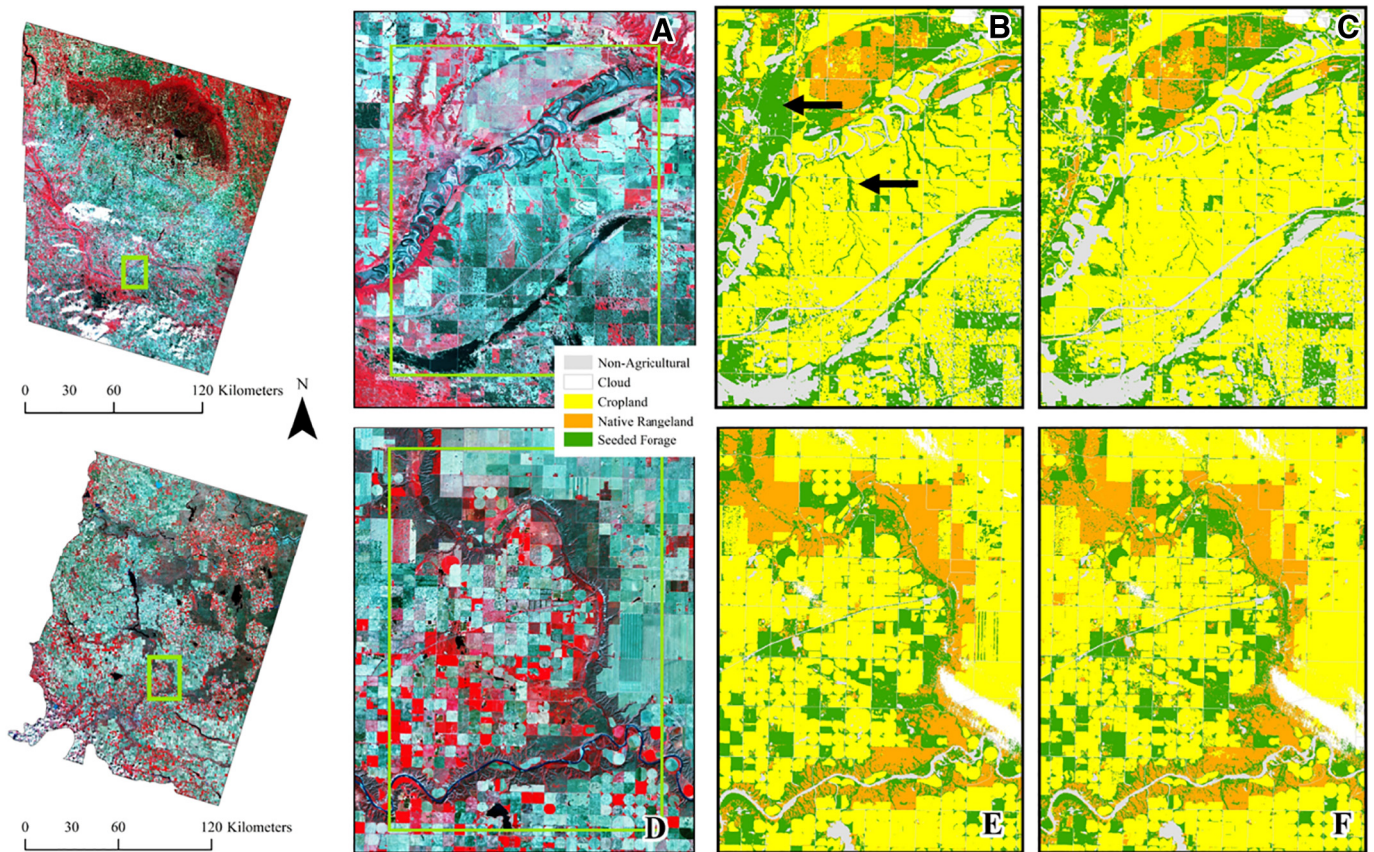 A
B
C
0 30 60 120 Kilometers
N
Non-Agricultural
Cloud
Cropland
Native Rangeland
Seeded Forage
0 30 60 120 Kilometers
D
E
F